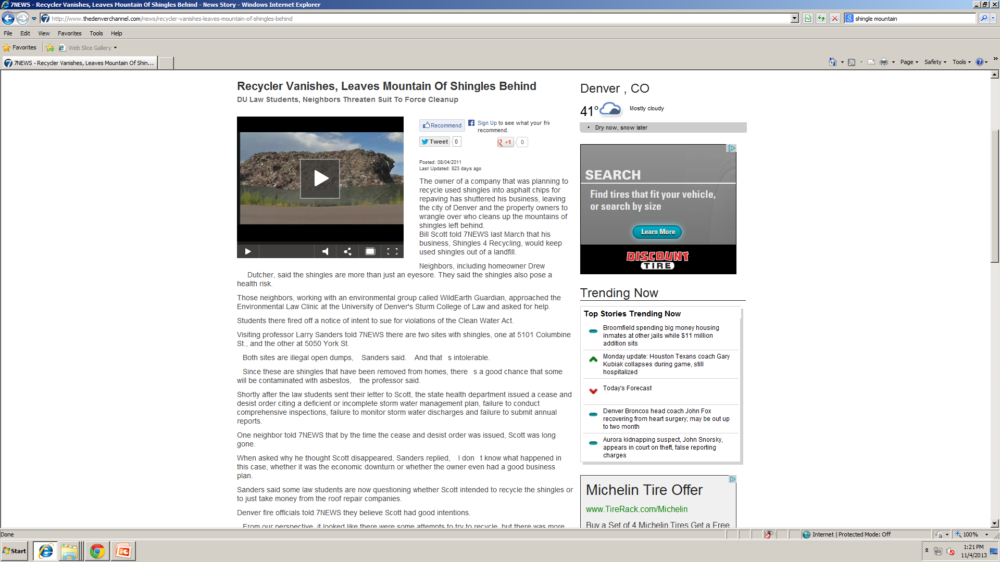 7NEWS - Recycler Vanishes, Leaves Mountain Of Shingles Behind - News Story - Windows Internet Explorer
http://www.thedenverchannel.com/news/recycler-vanishes-leaves-mountain-of-shingles-behind
shingle mountain
File Edit View Favorites Tools Help
Favorites Web Slice Gallery
7NEWS - Recycler Vanishes, Leaves Mountain Of Shin...
Page Safety Tools
Recycler Vanishes, Leaves Mountain Of Shingles Behind
DU Law Students, Neighbors Threaten Suit To Force Cleanup
Recommend
Sign Up to see what your fri
recommend.
Tweet 0
+1 0
Posted: 08/04/2011
Last Updated: 823 days ago
The owner of a company that was planning to
recycle used shingles into asphalt chips for
repaving has shuttered his business, leaving
the city of Denver and the property owners to
wrangle over who cleans up the mountains of
shingles left behind.
Bill Scott told 7NEWS last March that his
business, Shingles 4 Recycling, would keep
used shingles out of a landfill.
Neighbors, including homeowner Drew
Dutcher, said the shingles are more than just an eyesore. They said the shingles also pose a
health risk.
Those neighbors, working with an environmental group called WildEarth Guardian, approached the
Environmental Law Clinic at the University of Denver's Sturm College of Law and asked for help.
Students there fired off a notice of intent to sue for violations of the Clean Water Act.
Visiting professor Larry Sanders told 7NEWS there are two sites with shingles, one at 5101 Columbine
St., and the other at 5050 York St.
Both sites are illegal open dumps, Sanders said. And that s intolerable.
Since these are shingles that have been removed from homes, there s a good chance that some
will be contaminated with asbestos, the professor said.
Shortly after the law students sent their letter to Scott, the state health department issued a cease and
desist order citing a deficient or incomplete storm water management plan, failure to conduct
comprehensive inspections, failure to monitor storm water discharges and failure to submit annual
reports.
One neighbor told 7NEWS that by the time the cease and desist order was issued, Scott was long
gone.
When asked why he thought Scott disappeared, Sanders replied, I don t know what happened in
this case, whether it was the economic downturn or whether the owner even had a good business
plan.
Sanders said some law students are now questioning whether Scott intended to recycle the shingles or
to just take money from the roof repair companies.
Denver fire officials told 7NEWS they believe Scott had good intentions.
From our perspective, it looked like there were some attempts to try to recycle, but there was more
Denver , CO
41° Mostly cloudy
• Dry now, snow later
SEARCH
Find tires that fit your vehicle,
or search by size
Learn More
DISCOUNT
TIRE
Trending Now
Top Stories Trending Now
Broomfield spending big money housing
inmates at other jails while $11 million
addition sits
Monday update: Houston Texans coach Gary
Kubiak collapses during game, still
hospitalized
Today's Forecast
Denver Broncos head coach John Fox
recovering from heart surgery; may be out up
to two month
Aurora kidnapping suspect, John Snorsky,
appears in court on theft, false reporting
charges
Michelin Tire Offer
www.TireRack.com/Michelin
Buy a Set of 4 Michelin Tires Get a Free
Done
Internet | Protected Mode: Off
100%
Start
1:21 PM
11/4/2013